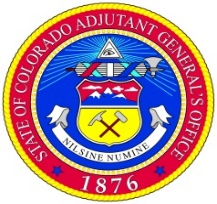 STATE OF COLORADO ADJUTANT GENERAL'S OFFICE
NIL SINE NUMINE
1876